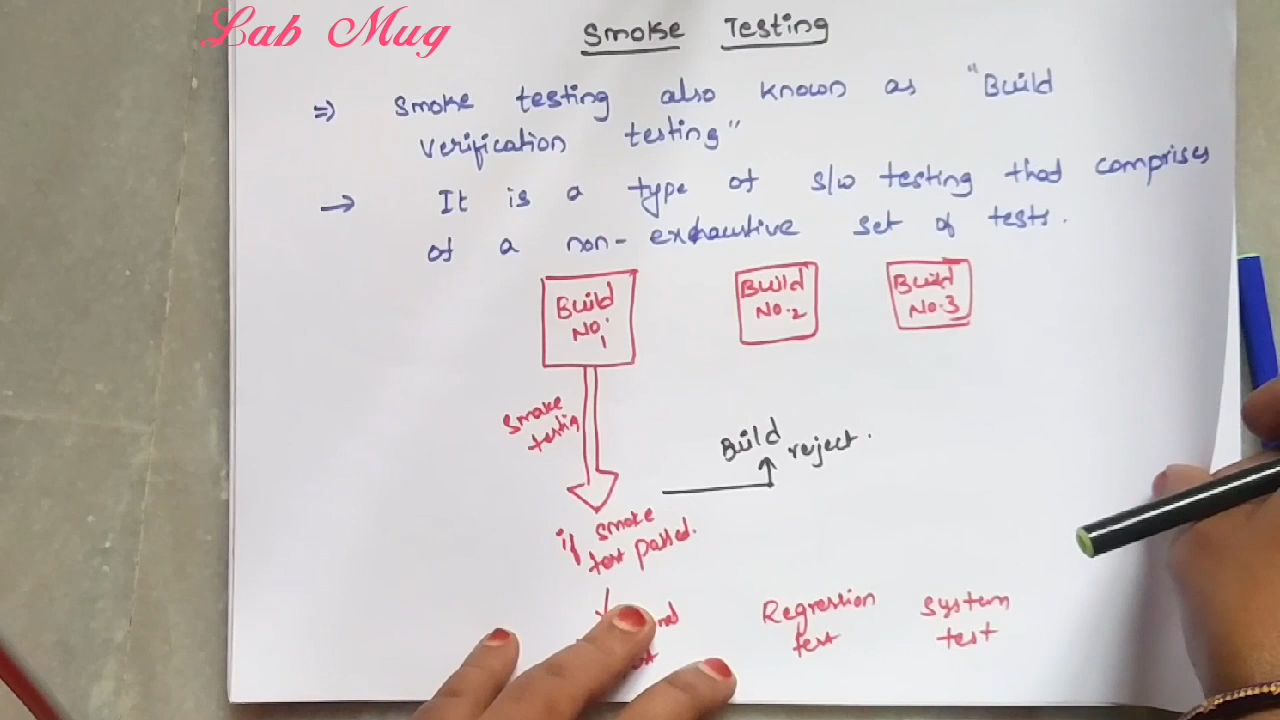 Lab Mug
Smoke Testing
⇒ Smoke testing also known as "Build
verification testing"
→ It is a type of s/w testing that comprises
of a non-exhaustive set of tests.
Build
No.1
Build
No.2
Build
No.3
Smoke
testing
Build reject.
if smoke
test passed.
Regression
test
System
test